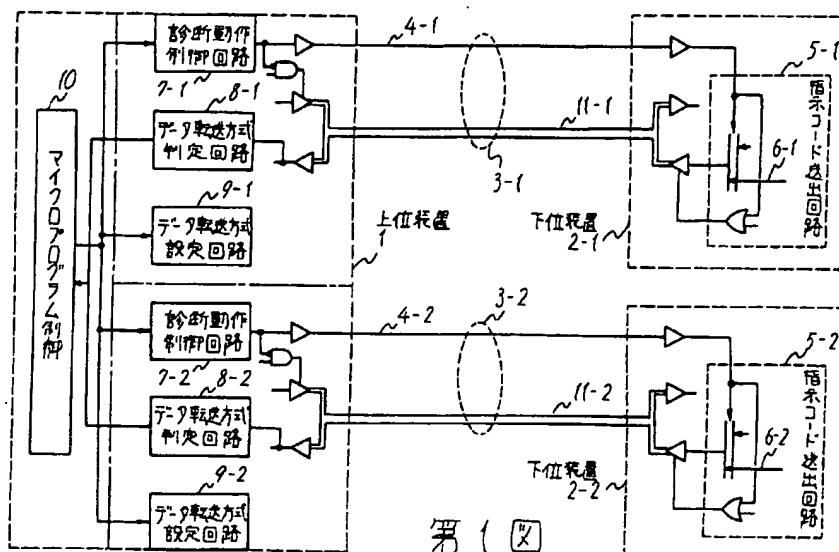 10
マイクロプログラム制御
診断動作
制御回路
7-1
8-1
データ転送方式
判定回路
9-1
データ転送方式
設定回路
上位装置
1
4-1
3-1
11-1
5-1
指示コード送出回路
6-1
下位装置
2-1
診断動作
制御回路
7-2
8-2
データ転送方式
判定回路
9-2
データ転送方式
設定回路
4-2
3-2
11-2
5-2
指示コード送出回路
6-2
下位装置
2-2
第1図